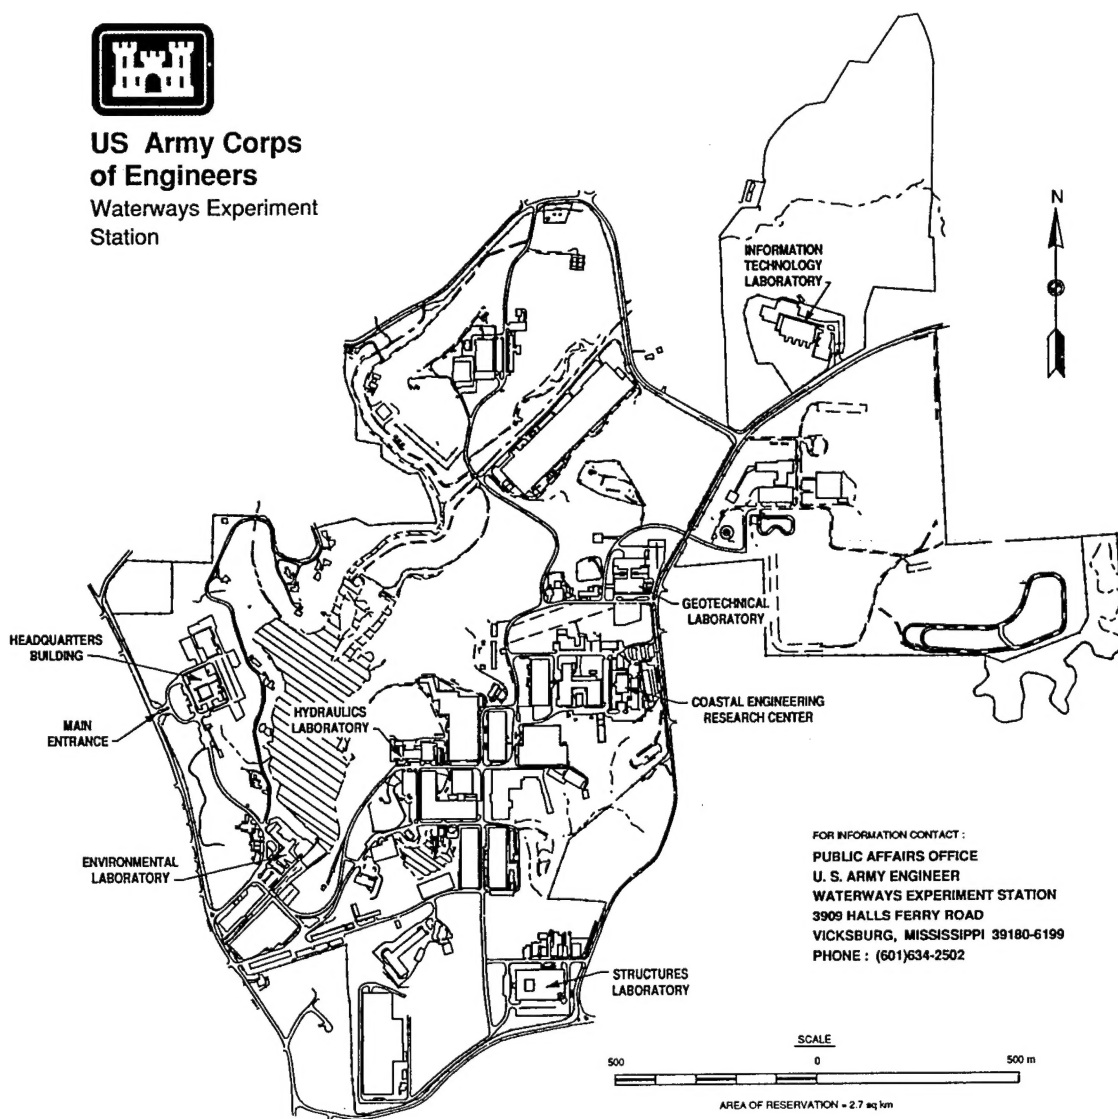 US Army Corps
of Engineers
Waterways Experiment
Station
N
INFORMATION
TECHNOLOGY
LABORATORY
GEOTECHNICAL
LABORATORY
HEADQUARTERS
BUILDING
MAIN
ENTRANCE
HYDRAULICS
LABORATORY
COASTAL ENGINEERING
RESEARCH CENTER
ENVIRONMENTAL
LABORATORY
STRUCTURES
LABORATORY
FOR INFORMATION CONTACT :
PUBLIC AFFAIRS OFFICE
U. S. ARMY ENGINEER
WATERWAYS EXPERIMENT STATION
3909 HALLS FERRY ROAD
VICKSBURG, MISSISSIPPI 39180-6199
PHONE : (601)634-2502
SCALE
500 0 500 m
AREA OF RESERVATION = 2.7 sq km